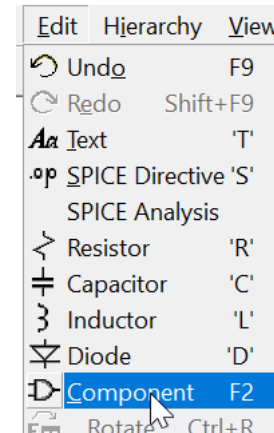 Edit Hierarchy View
Undo F9
Redo Shift+F9
Aa Text 'T'
.op SPICE Directive 'S'
SPICE Analysis
Resistor 'R'
Capacitor 'C'
Inductor 'L'
Diode 'D'
Component F2
Rotate Ctrl+R